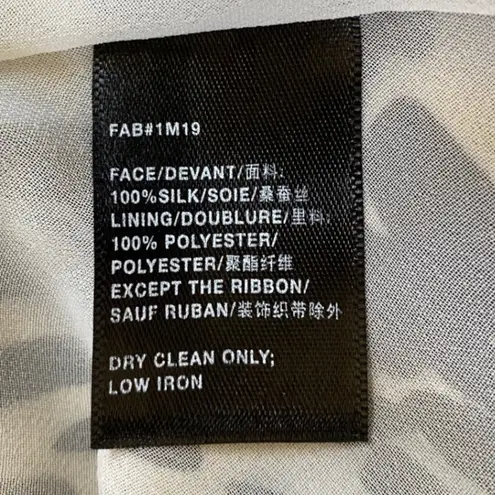 FAB#1M19
FACE/DEVANT/面料:
100%SILK/SOIE/桑蚕丝
LINING/DOUBLURE/里料:
100% POLYESTER/
POLYESTER/聚酯纤维
EXCEPT THE RIBBON/
SAUF RUBAN/装饰织带除外
DRY CLEAN ONLY;
LOW IRON